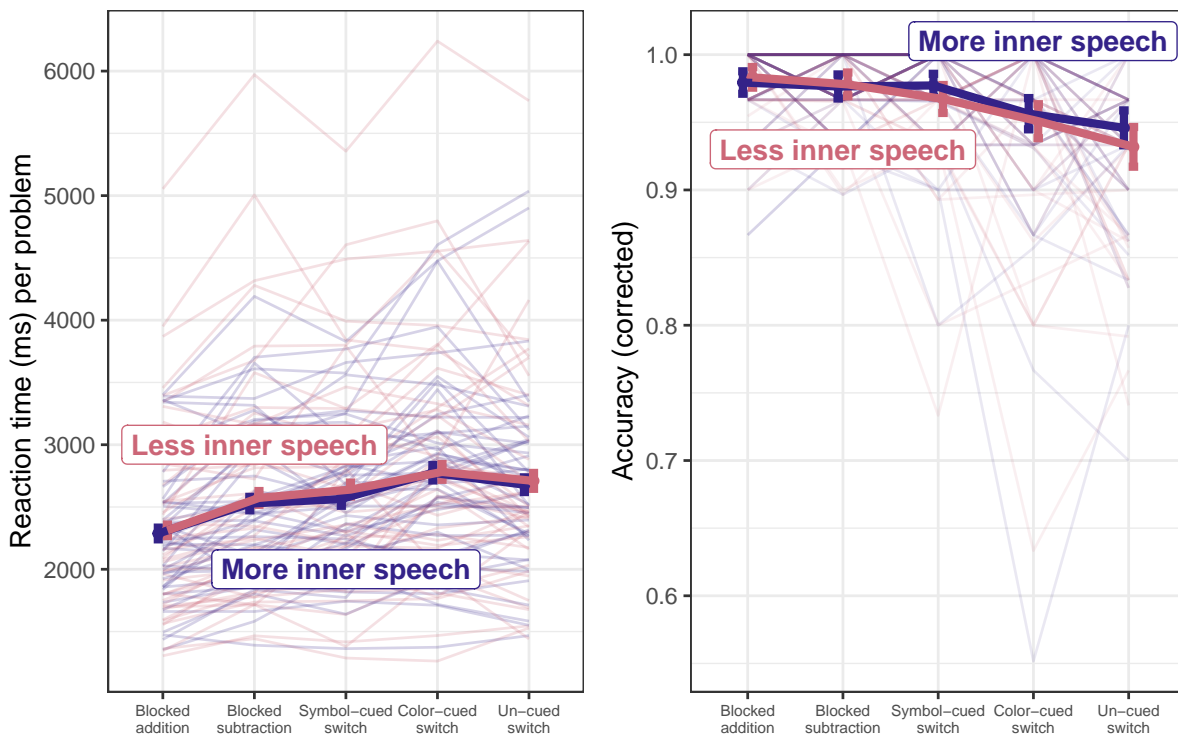 Reaction time (ms) per problem
6000
5000
4000
3000
2000
Less inner speech
More inner speech
Blocked
addition
Blocked
subtraction
Symbol−cued
switch
Color−cued
switch
Un−cued
switch
Accuracy (corrected)
1.0
0.9
0.8
0.7
0.6
More inner speech
Less inner speech
Blocked
addition
Blocked
subtraction
Symbol−cued
switch
Color−cued
switch
Un−cued
switch